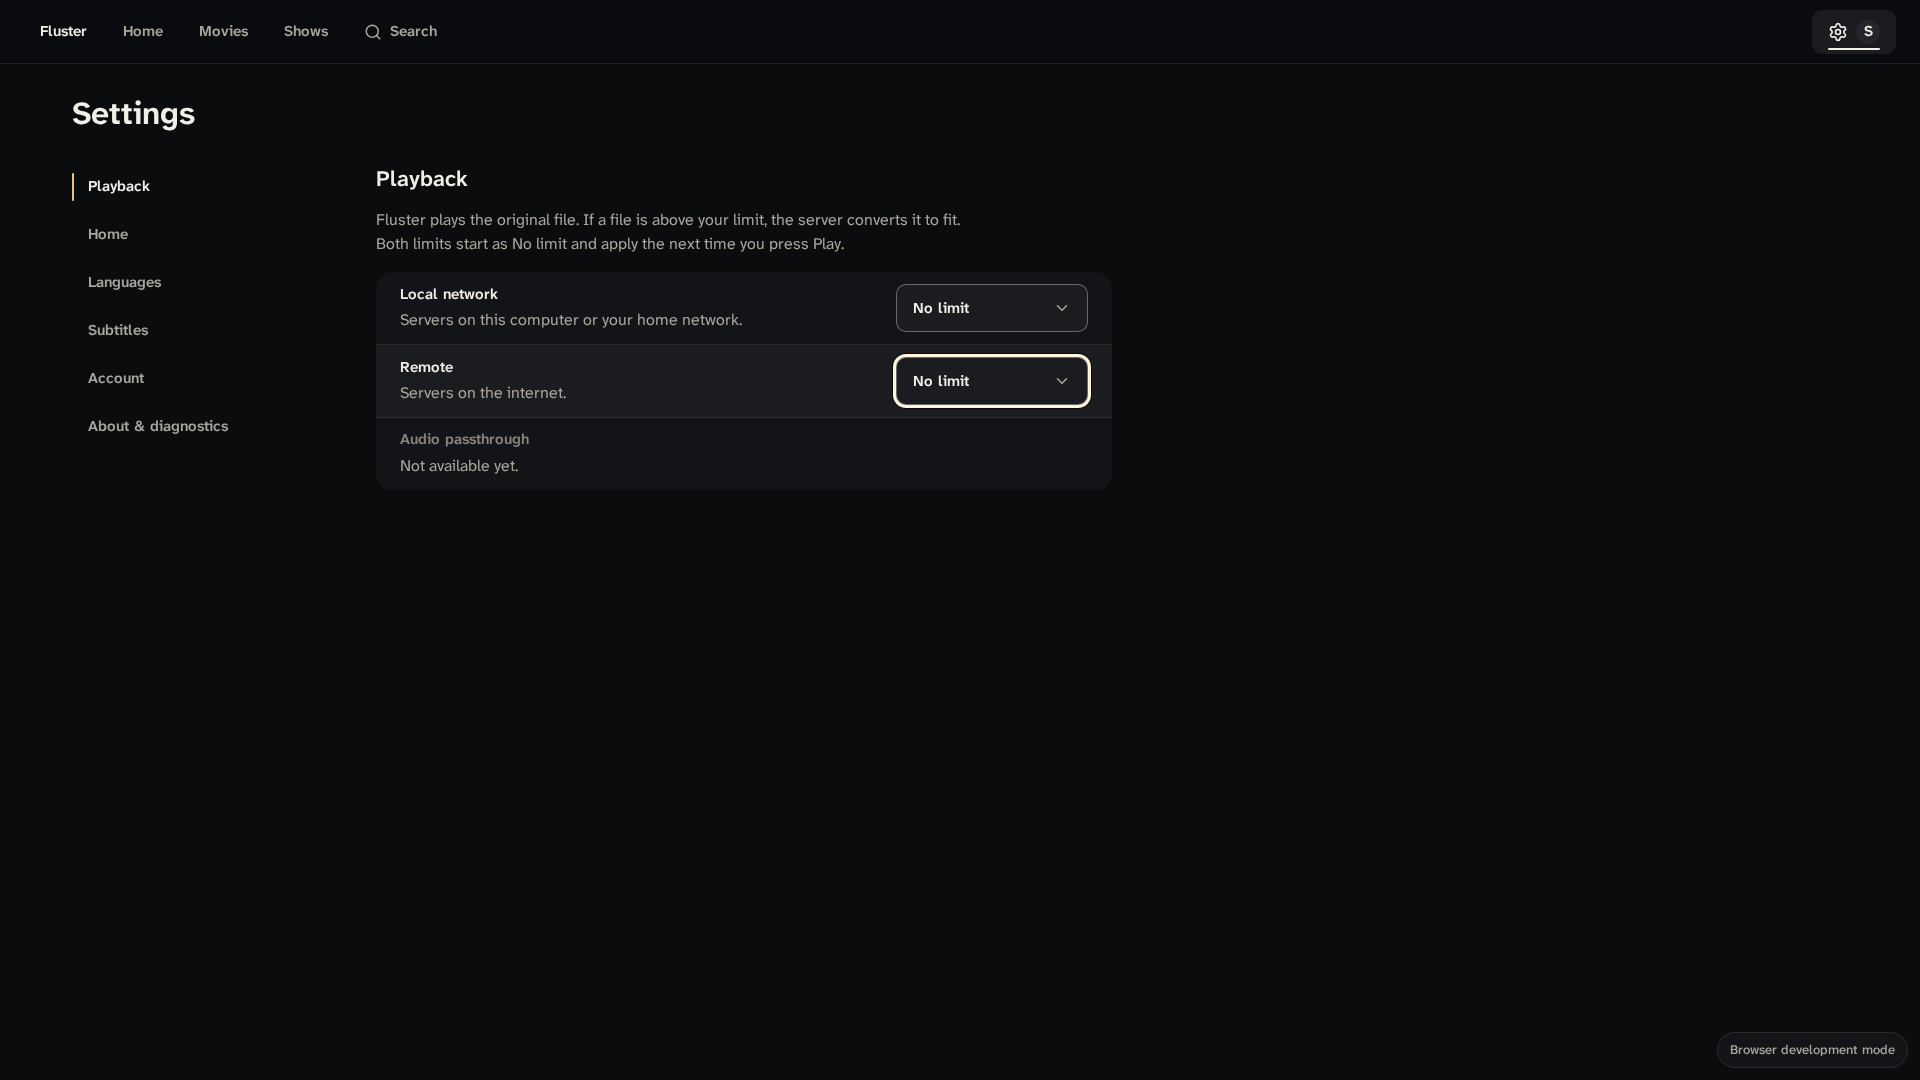 Fluster Home Movies Shows Search S
Settings
Playback
Home
Languages
Subtitles
Account
About & diagnostics
Playback
Fluster plays the original file. If a file is above your limit, the server converts it to fit.
Both limits start as No limit and apply the next time you press Play.
Local network
Servers on this computer or your home network.
No limit
Remote
Servers on the internet.
No limit
Audio passthrough
Not available yet.
Browser development mode